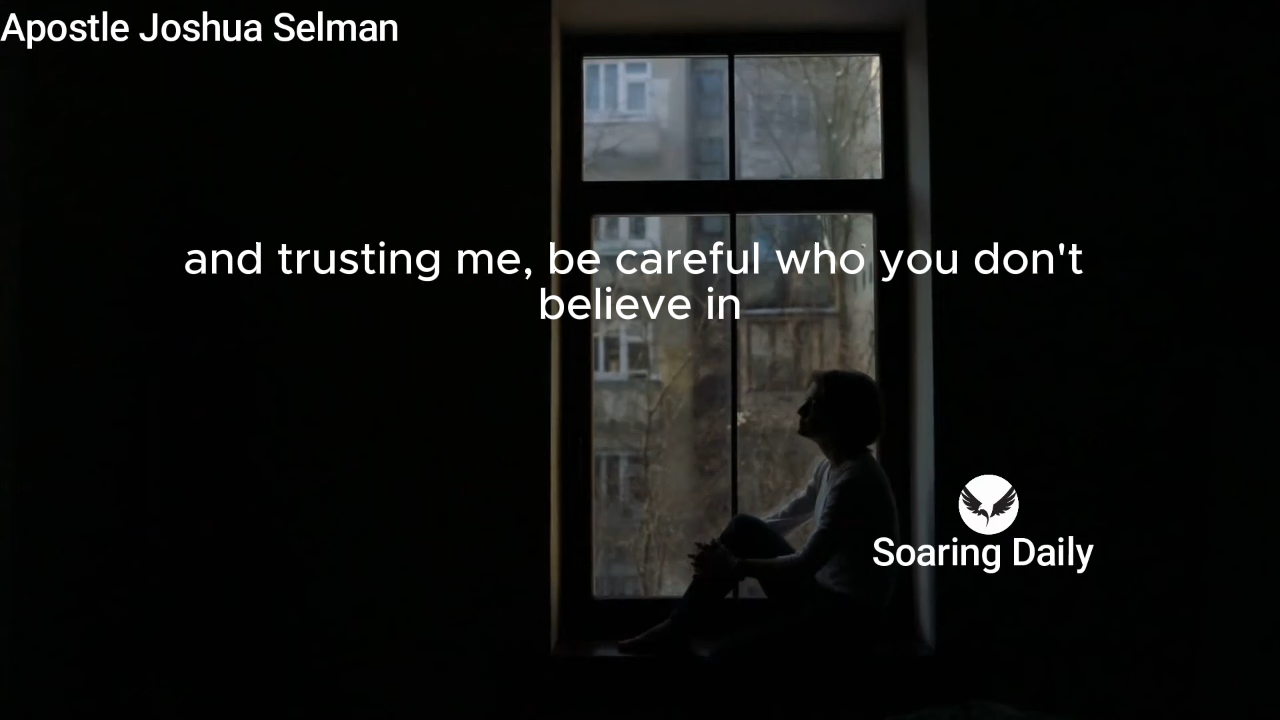 Apostle Joshua Selman
and trusting me, be careful who you don't
believe in
Soaring Daily